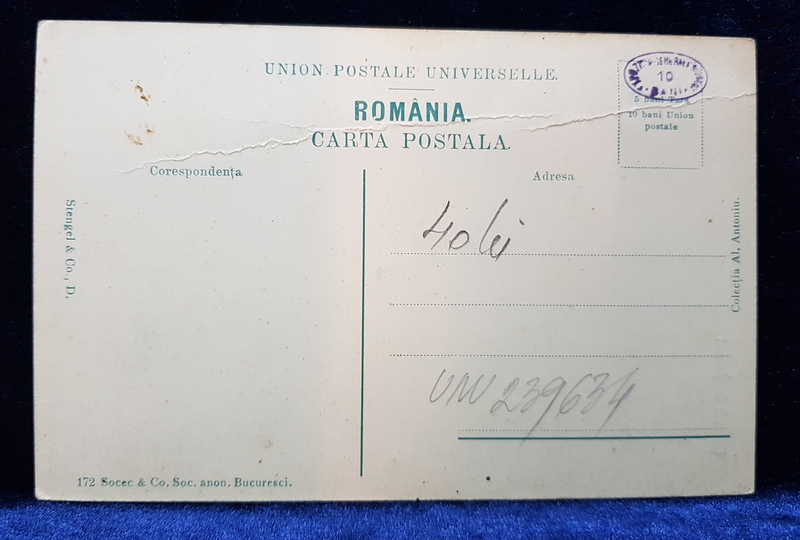 UNION POSTALE UNIVERSELLE.
ROMÂNIA.
CARTA POSTALA.
10
BANI
5 bani Țară
10 bani Union
postale
Corespondența
Adresa
40 lei
239634
Stengel & Co., D.
Colecția Al. Antoniu.
172 Socec & Co. Soc. anon. Bucuresci.